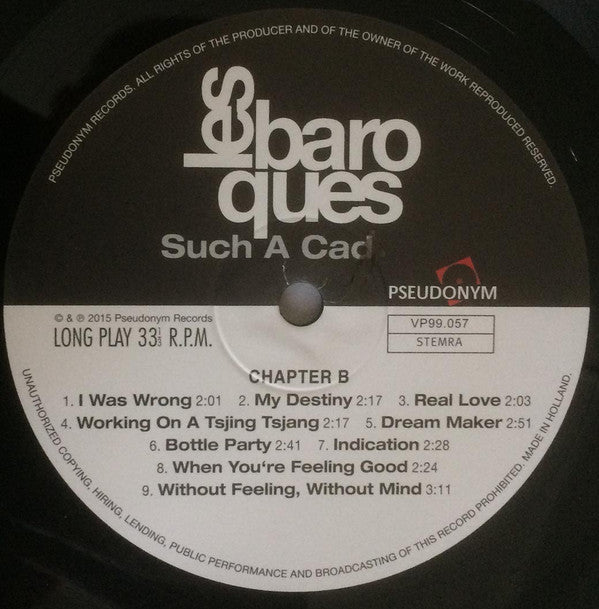 PSEUDONYM RECORDS. ALL RIGHTS OF THE PRODUCER AND OF THE OWNER OF THE WORK REPRODUCED RESERVED.
les
baro
ques
Such A Cad
PSEUDONYM
© & ℗ 2015 Pseudonym Records
LONG PLAY 33⅓ R.P.M.
VP99.057
STEMRA
CHAPTER B
1. I Was Wrong 2:01 2. My Destiny 2:17 3. Real Love 2:03
4. Working On A Tsjing Tsjang 2:17 5. Dream Maker 2:51
6. Bottle Party 2:41 7. Indication 2:28
8. When You're Feeling Good 2:24
9. Without Feeling, Without Mind 3:11
UNAUTHORIZED COPYING, HIRING, LENDING, PUBLIC PERFORMANCE AND BROADCASTING OF THIS RECORD PROHIBITED. MADE IN HOLLAND.